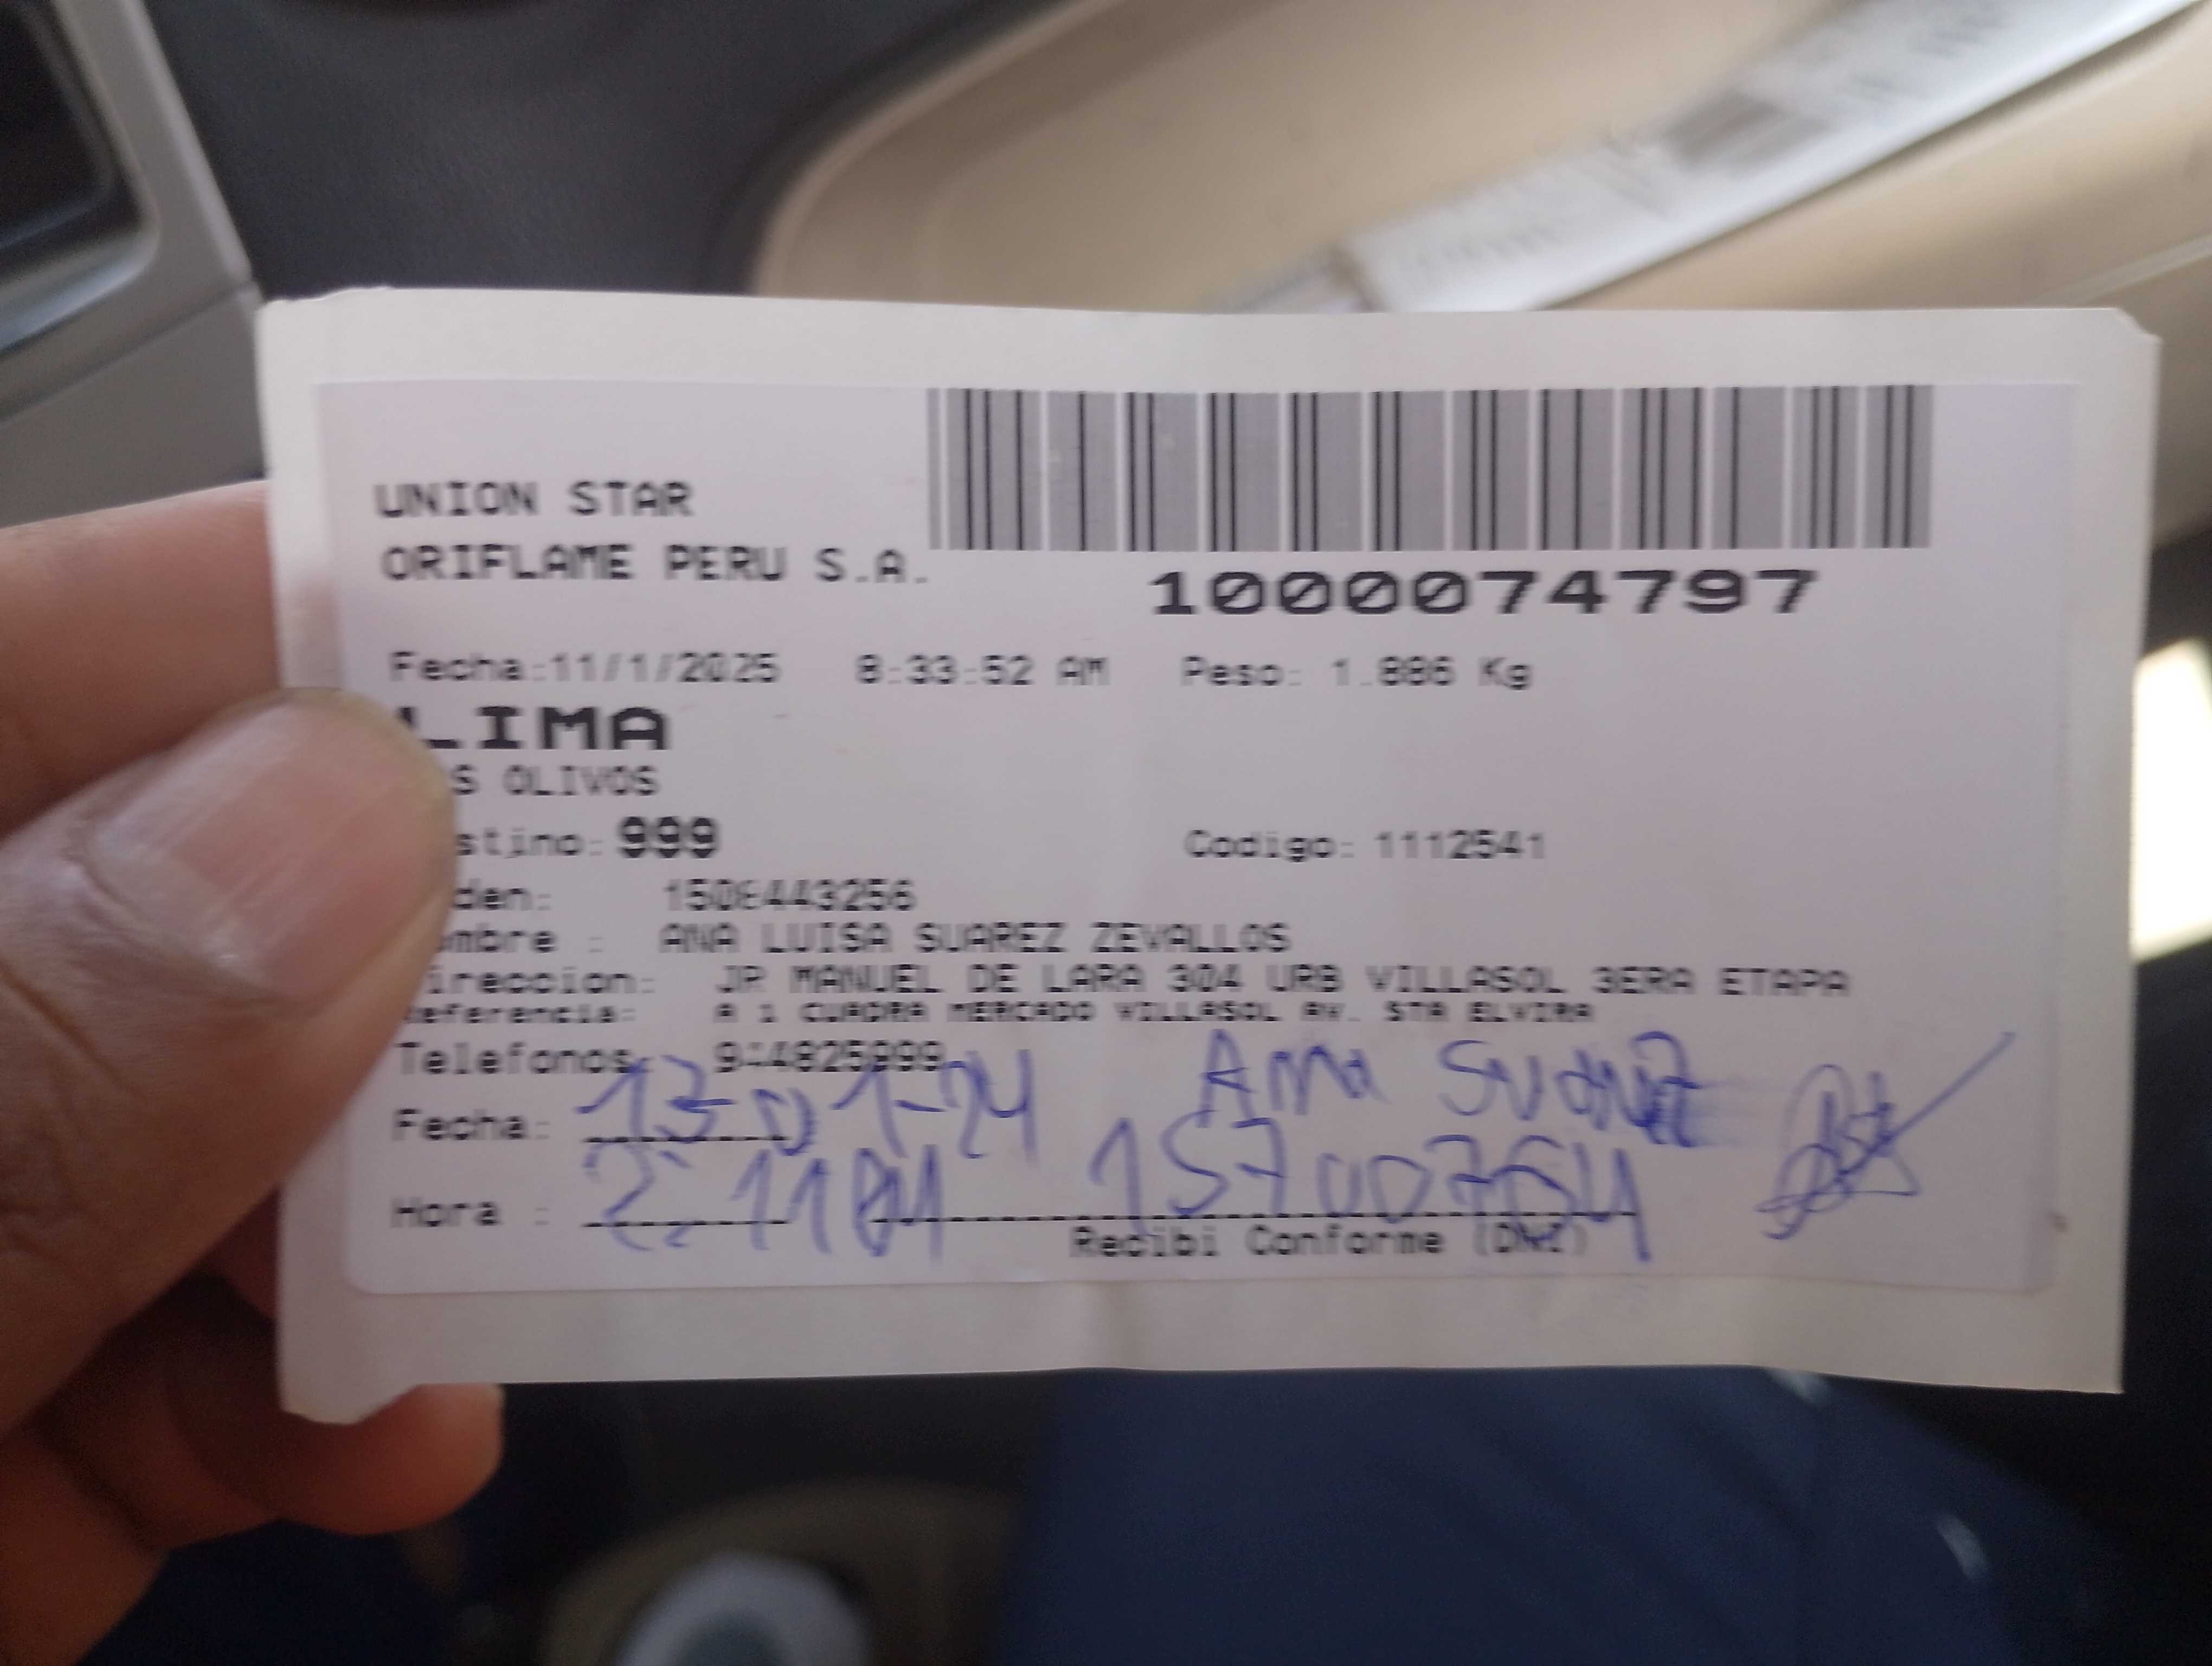 UNION STAR
ORIFLAME PERU S.A.
1000074797
Fecha:11/1/2025 8:33:52 AM Peso: 1.886 Kg
LIMA
S OLIVOS
stino: 999 Codigo: 1112541
den: 1508443256
mbre : ANA LUISA SUAREZ ZEVALLOS
ireccion: JR MANUEL DE LARA 304 URB VILLASOL 3ERA ETAPA
eferencia: A 1 CUADRA MERCADO VILLASOL AV. STA ELVIRA
Telefonos:
Ana Suarez
Fecha:
Hora :
Recibi Conforme (DNI)